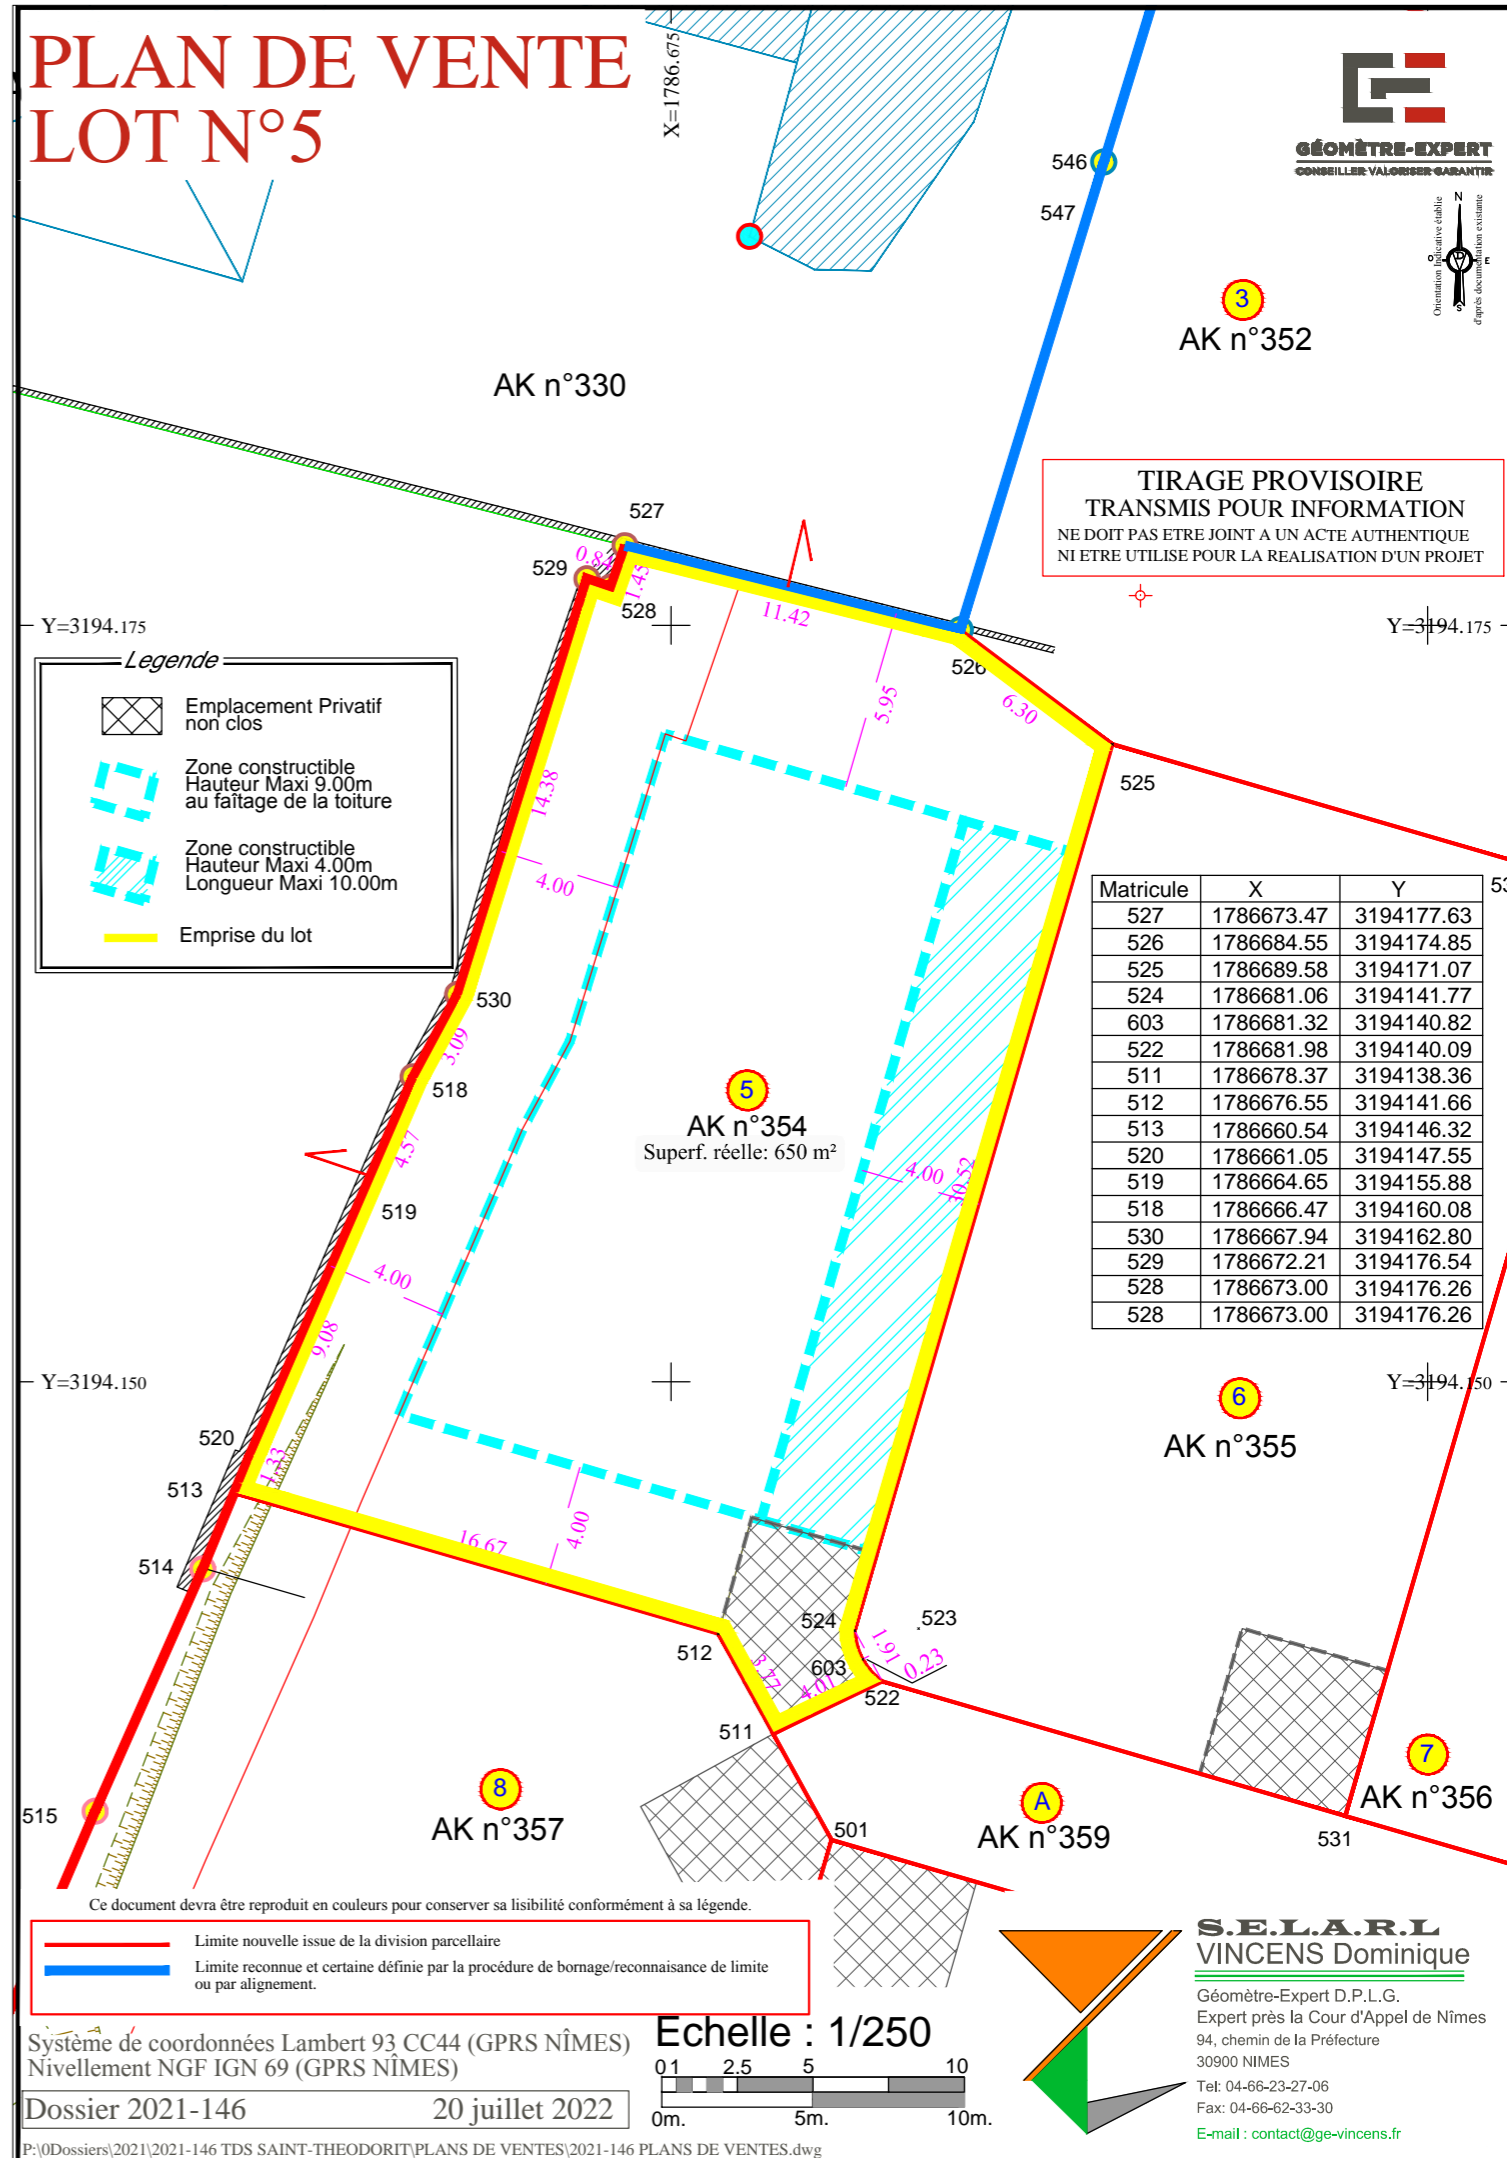 PLAN DE VENTE
LOT N°5
X=1786.675
GÉOMÈTRE-EXPERT
CONSEILLER VALORISER GARANTIR
Orientation Indicative établie
d'après documentation existante
N
O
D
E
S
546
547
3
AK n°352
AK n°330
TIRAGE PROVISOIRE
TRANSMIS POUR INFORMATION
NE DOIT PAS ETRE JOINT A UN ACTE AUTHENTIQUE
NI ETRE UTILISE POUR LA REALISATION D'UN PROJET
527
0.84
529
1.45
528
11.42
Y=3194.175
Y=3194.175
526
5.95
6.30
525
Legende
Emplacement Privatif
non clos
Zone constructible
Hauteur Maxi 9.00m
au faîtage de la toiture
Zone constructible
Hauteur Maxi 4.00m
Longueur Maxi 10.00m
Emprise du lot
14.38
4.00
530
3.09
518
4.57
519
4.00
9.08
5
AK n°354
Superf. réelle: 650 m²
4.00
30.52
Matricule X Y
527 1786673.47 3194177.63
526 1786684.55 3194174.85
525 1786689.58 3194171.07
524 1786681.06 3194141.77
603 1786681.32 3194140.82
522 1786681.98 3194140.09
511 1786678.37 3194138.36
512 1786676.55 3194141.66
513 1786660.54 3194146.32
520 1786661.05 3194147.55
519 1786664.65 3194155.88
518 1786666.47 3194160.08
530 1786667.94 3194162.80
529 1786672.21 3194176.54
528 1786673.00 3194176.26
528 1786673.00 3194176.26
Y=3194.150
Y=3194.150
6
AK n°355
520
1.33
513
514
16.67
4.00
512
524
523
603
1.91
0.23
3.77
4.01
522
511
515
8
AK n°357
501
A
AK n°359
7
AK n°356
531
Ce document devra être reproduit en couleurs pour conserver sa lisibilité conformément à sa légende.
Limite nouvelle issue de la division parcellaire
Limite reconnue et certaine définie par la procédure de bornage/reconnaisance de limite
ou par alignement.
Système de coordonnées Lambert 93 CC44 (GPRS NÎMES)
Nivellement NGF IGN 69 (GPRS NÎMES)
Dossier 2021-146 20 juillet 2022
P:\0Dossiers\2021\2021-146 TDS SAINT-THEODORIT\PLANS DE VENTES\2021-146 PLANS DE VENTES.dwg
Echelle : 1/250
0 1 2.5 5 10
0m. 5m. 10m.
S.E.L.A.R.L
VINCENS Dominique
Géomètre-Expert D.P.L.G.
Expert près la Cour d'Appel de Nîmes
94, chemin de la Préfecture
30900 NIMES
Tel: 04-66-23-27-06
Fax: 04-66-62-33-30
E-mail : contact@ge-vincens.fr